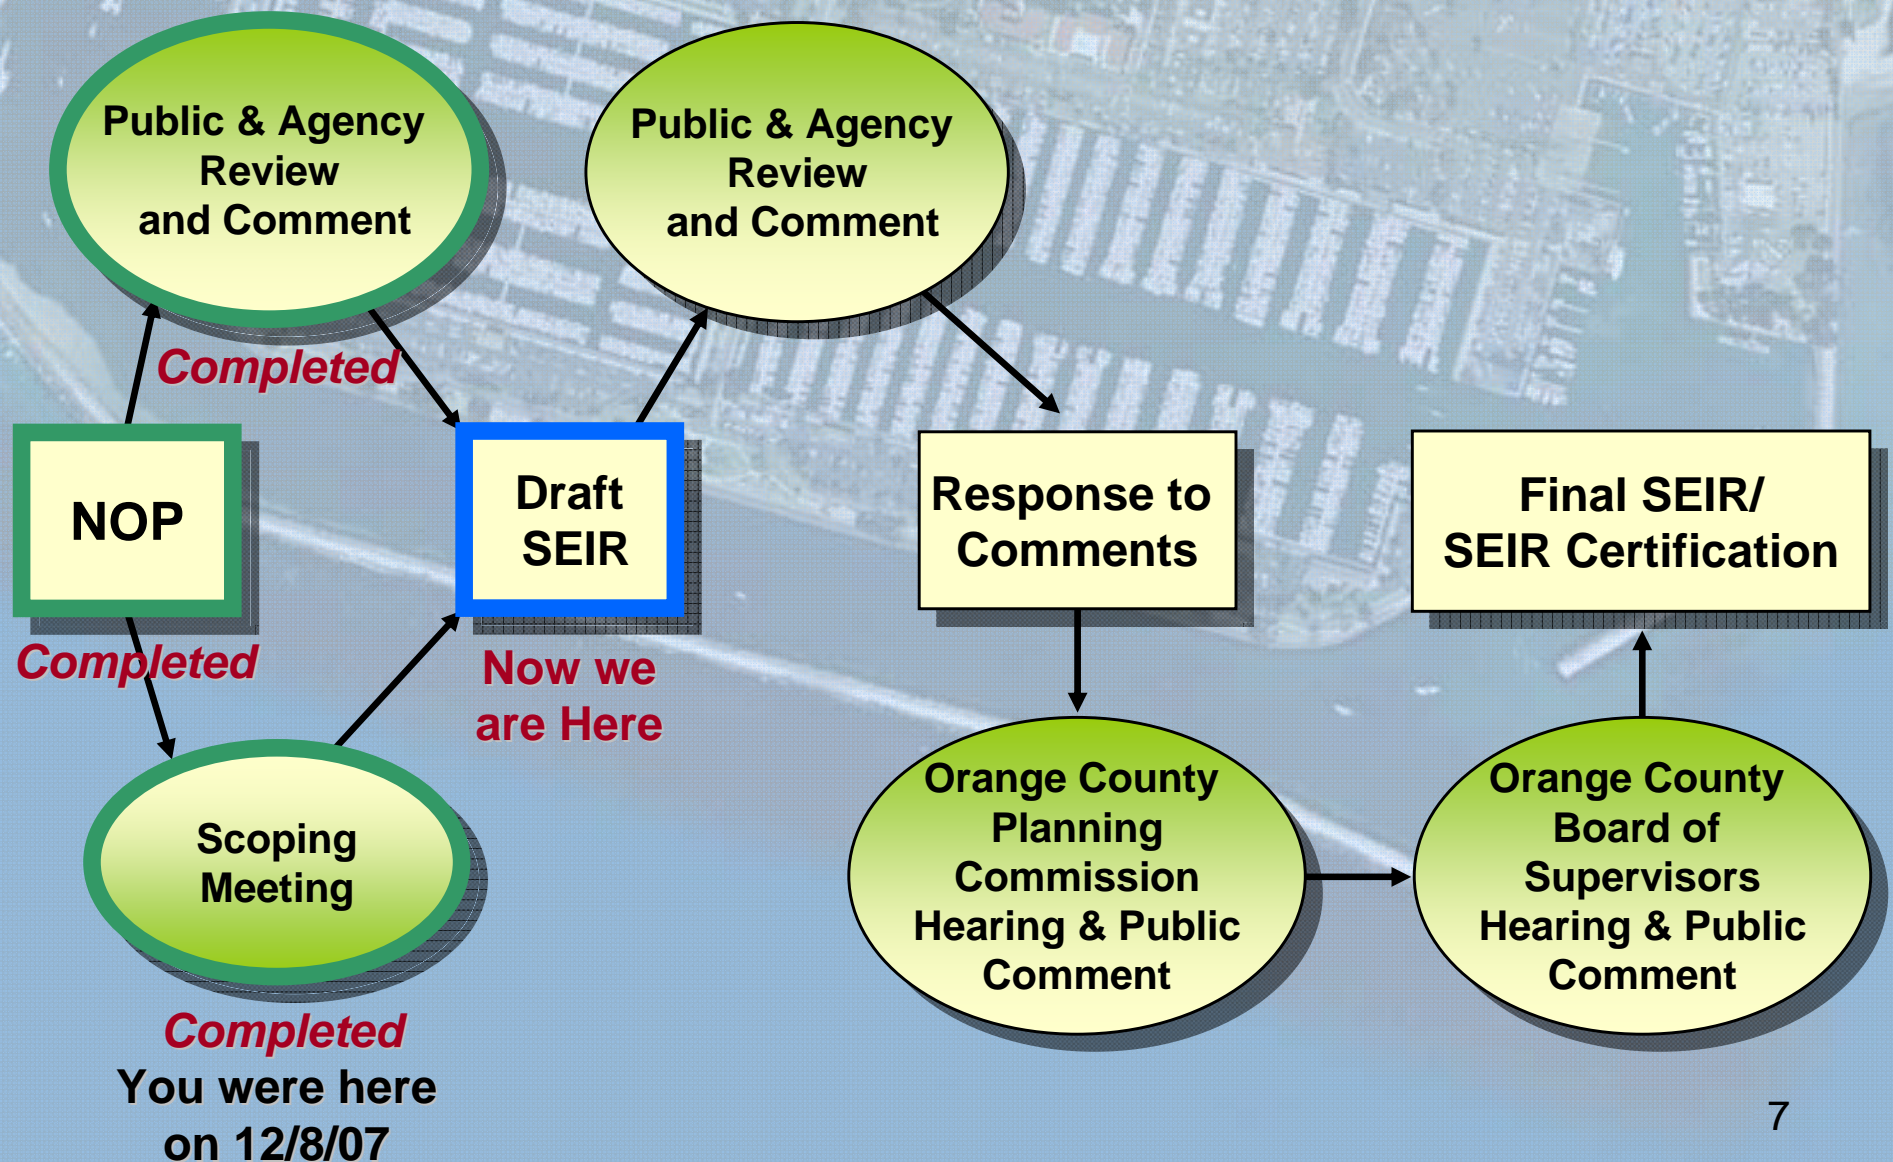 Public & Agency
Review
and Comment
Completed
Public & Agency
Review
and Comment
NOP
Completed
Draft
SEIR
Now we
are Here
Response to
Comments
Final SEIR/
SEIR Certification
Scoping
Meeting
Completed
You were here
on 12/8/07
Orange County
Planning
Commission
Hearing & Public
Comment
Orange County
Board of
Supervisors
Hearing & Public
Comment
7